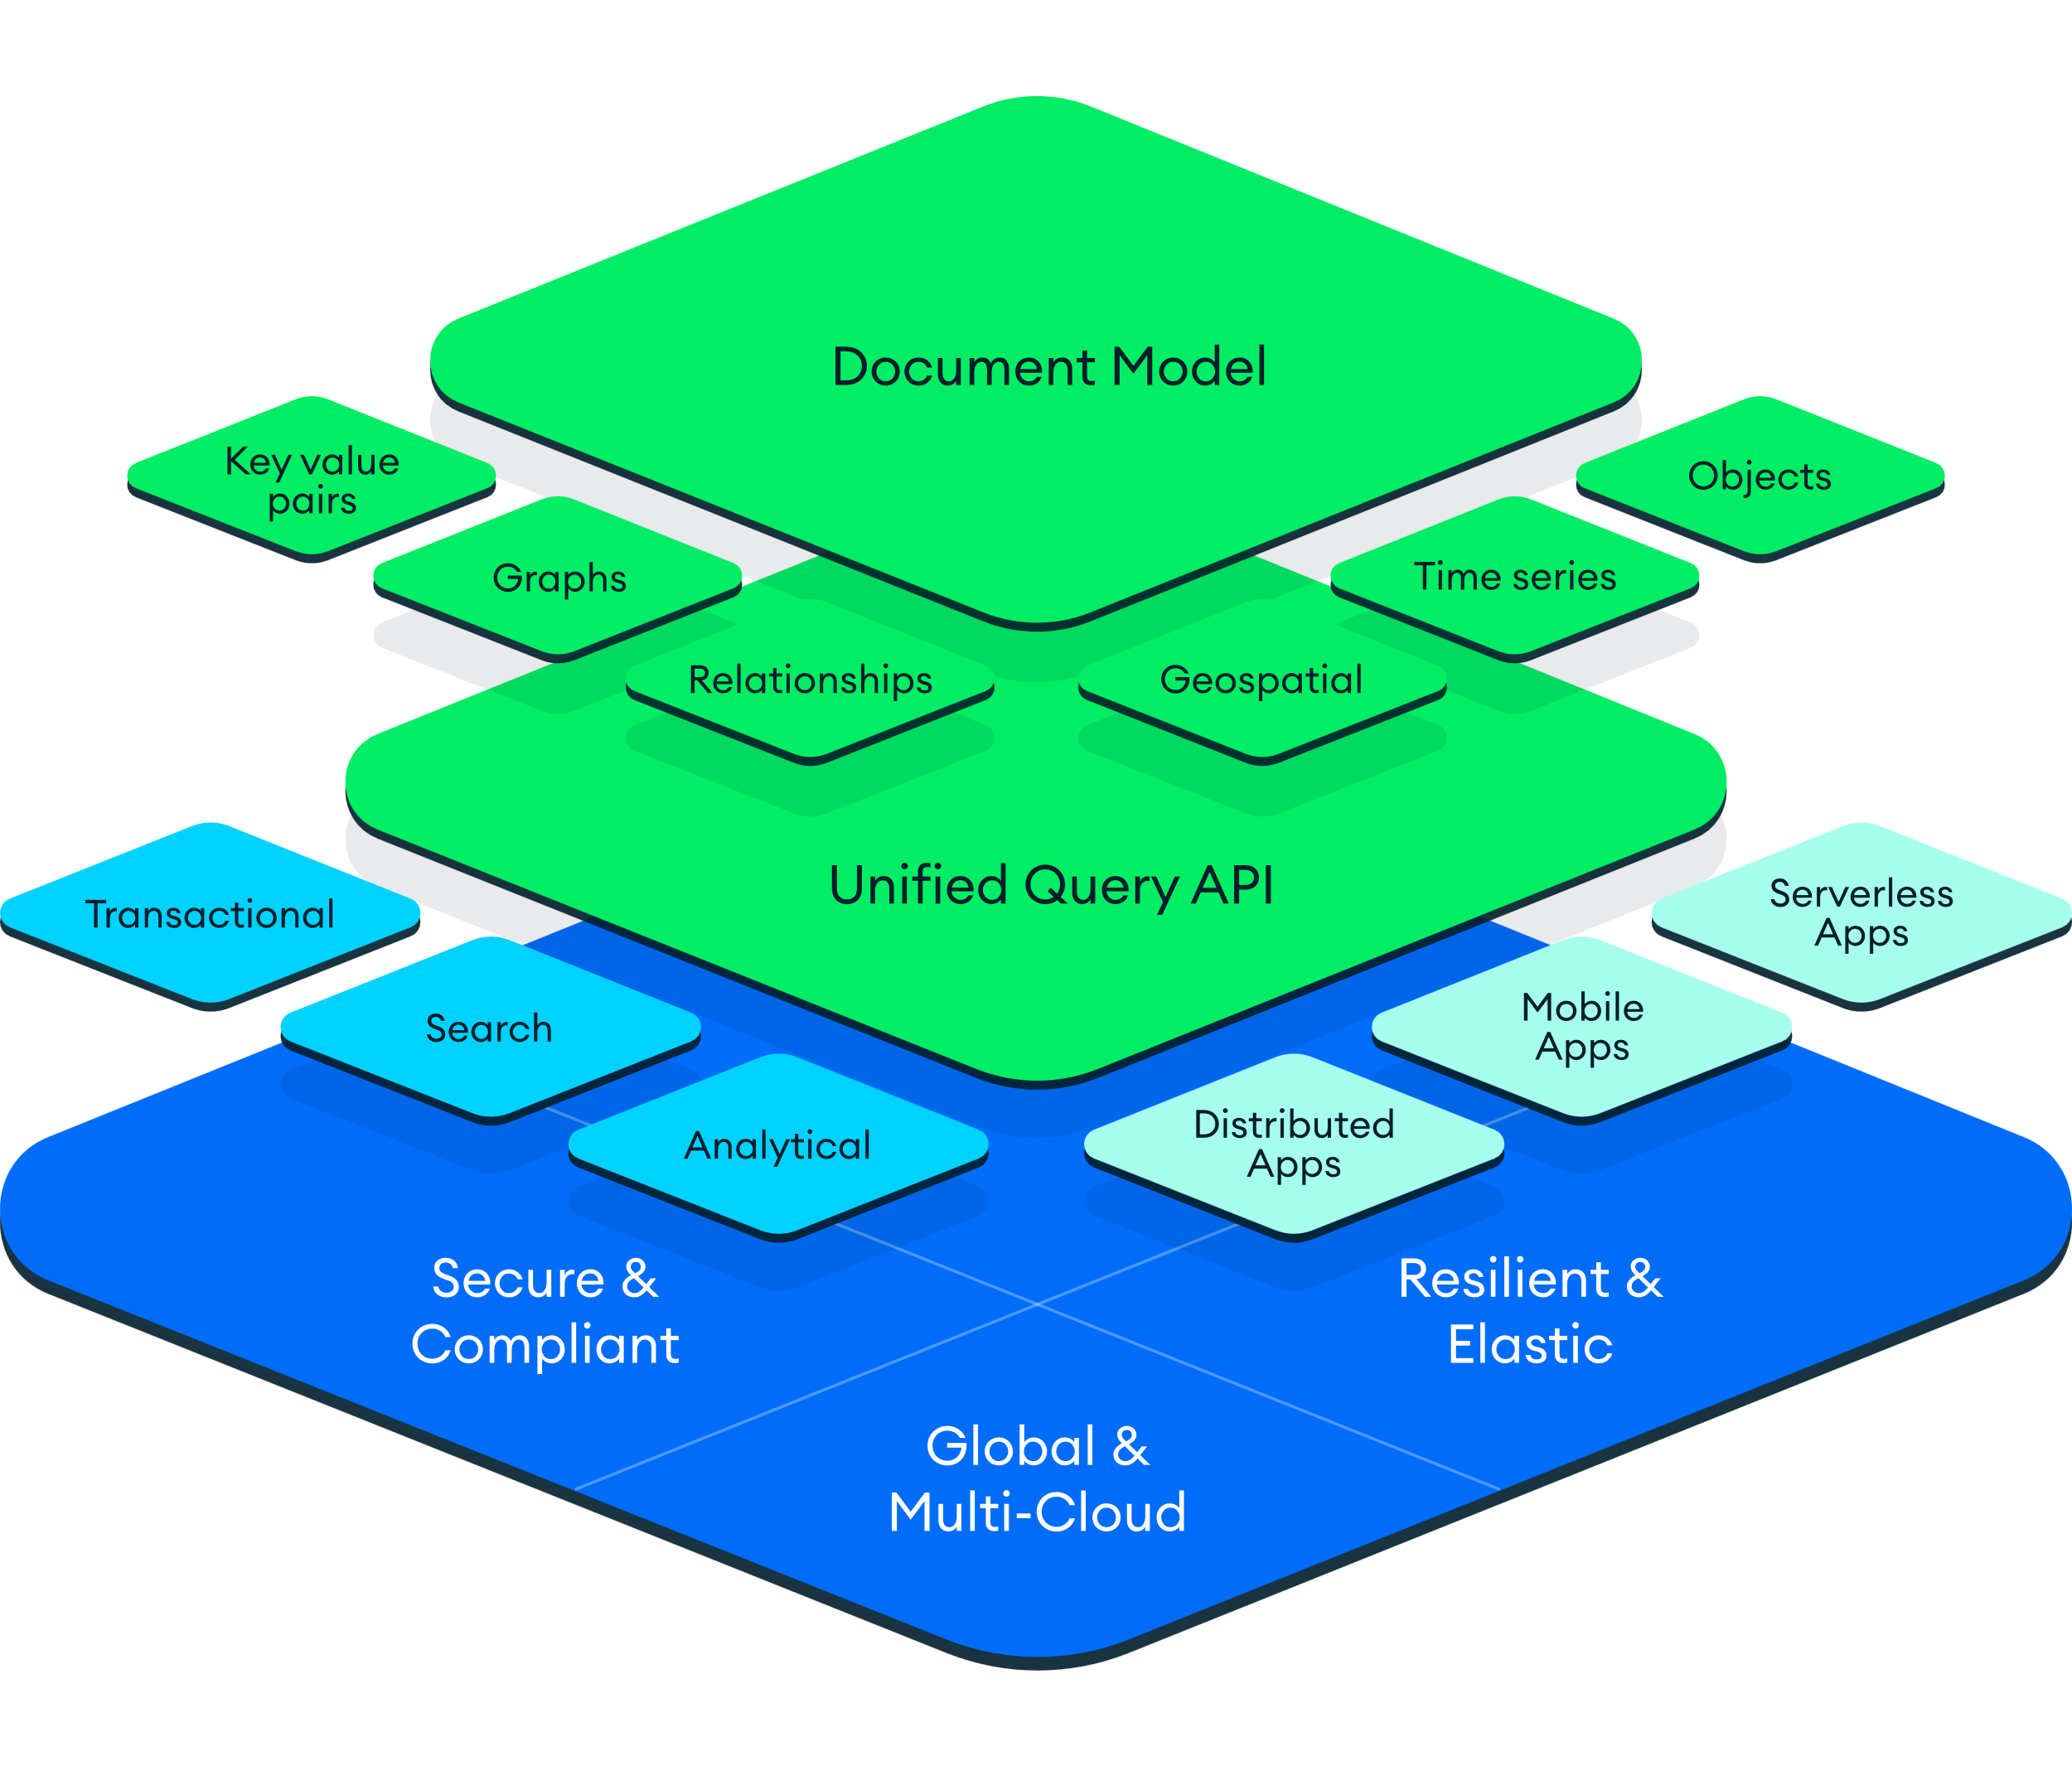 Document Model
Key value
pairs
Objects
Graphs
Time series
Relationships
Geospatial
Unified Query API
Transactional
Serverless
Apps
Search
Mobile
Apps
Analytical
Distributed
Apps
Secure &
Compliant
Resilient &
Elastic
Global &
Multi-Cloud